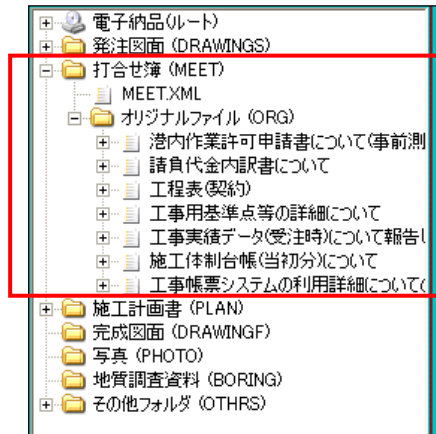 電子納品(ルート)
発注図面 (DRAWINGS)
打合せ簿 (MEET)
MEET.XML
オリジナルファイル (ORG)
港内作業許可申請書について(事前測
請負代金内訳書について
工程表(契約)
工事用基準点等の詳細について
工事実績データ(受注時)について報告し
施工体制台帳(当初分)について
工事帳票システムの利用詳細について(
施工計画書 (PLAN)
完成図面 (DRAWINGF)
写真 (PHOTO)
地質調査資料 (BORING)
その他フォルダ (OTHRS)